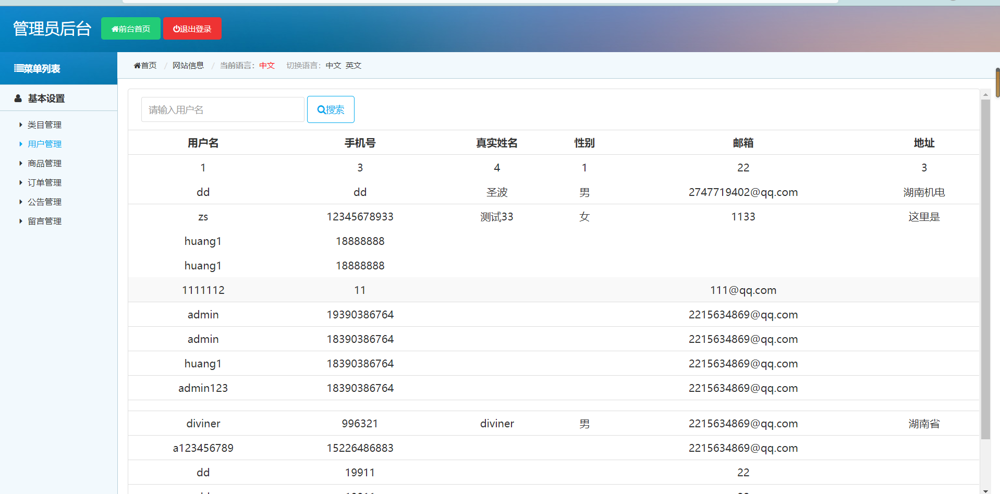 管理员后台 前台首页 退出登录
菜单列表
首页 / 网站信息 / 当前语言：中文 切换语言：中文 英文
基本设置
类目管理
用户管理
商品管理
订单管理
公告管理
留言管理
请输入用户名 搜索
用户名 手机号 真实姓名 性别 邮箱 地址
1 3 4 1 22 3
dd dd 圣波 男 2747719402@qq.com 湖南机电
zs 12345678933 测试33 女 1133 这里是
huang1 18888888
huang1 18888888
1111112 11 111@qq.com
admin 19390386764 2215634869@qq.com
admin 18390386764 2215634869@qq.com
huang1 18390386764 2215634869@qq.com
admin123 18390386764 2215634869@qq.com
diviner 996321 diviner 男 2215634869@qq.com 湖南省
a123456789 15226486883 2215634869@qq.com
dd 19911 22